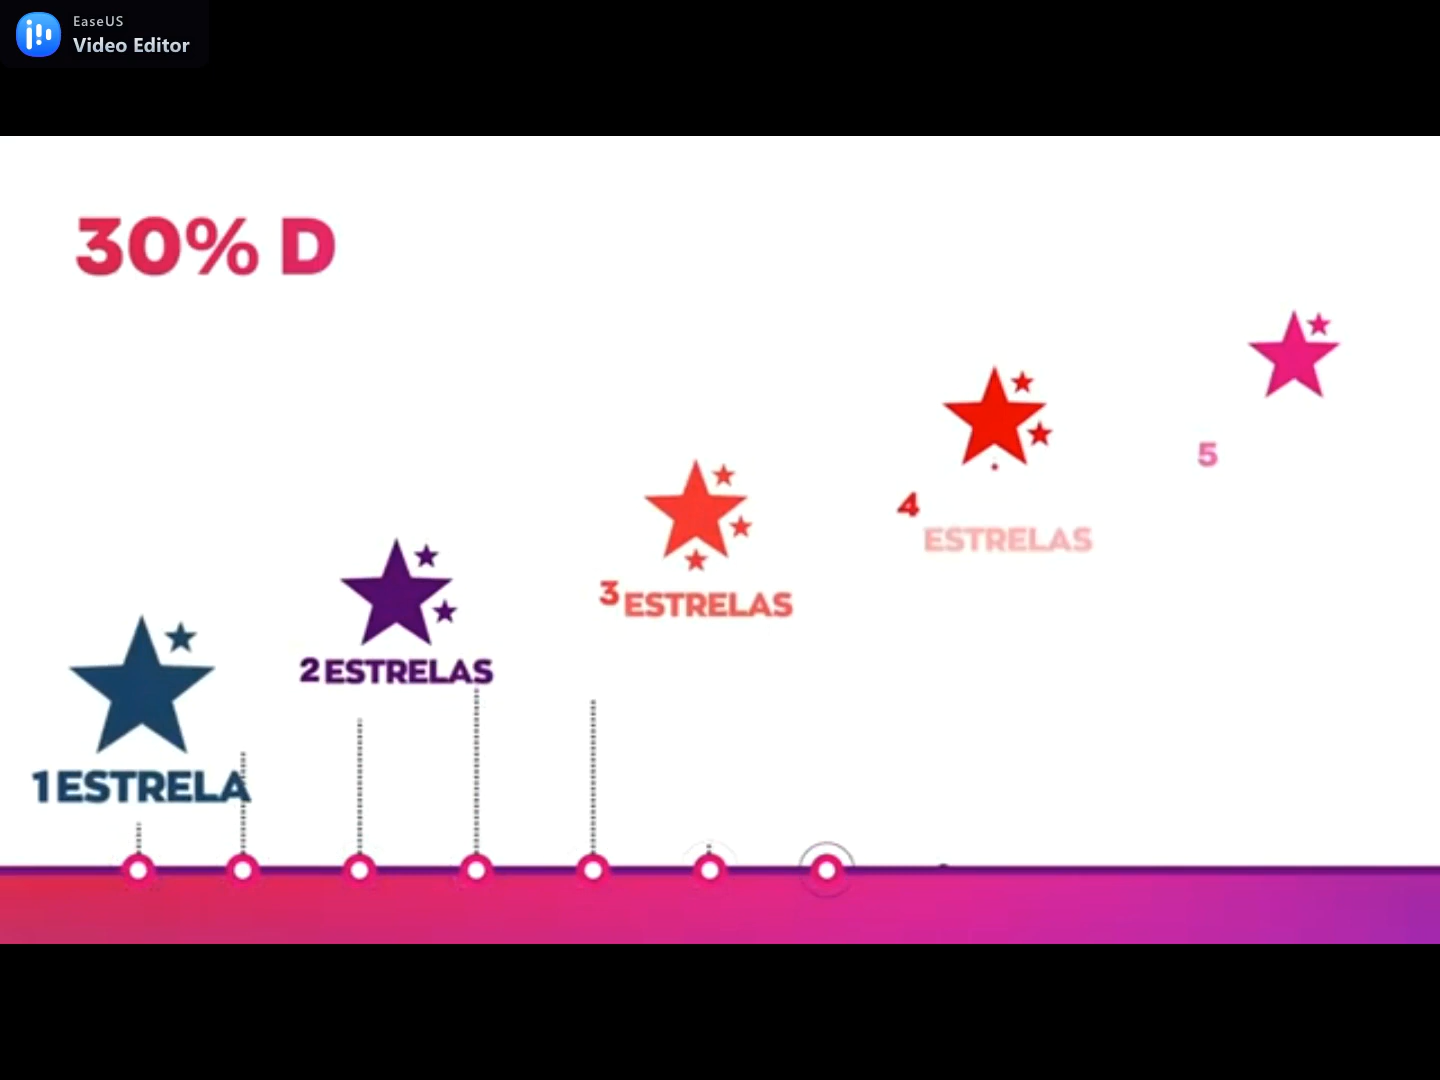 EaseUS
Video Editor
30% D
5
4
ESTRELAS
3 ESTRELAS
2 ESTRELAS
1 ESTRELA